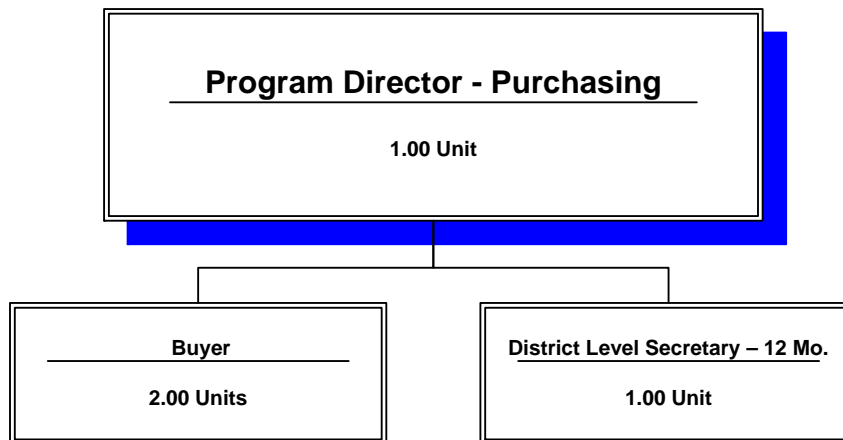 Program Director - Purchasing
1.00 Unit
Buyer
2.00 Units
District Level Secretary – 12 Mo.
1.00 Unit